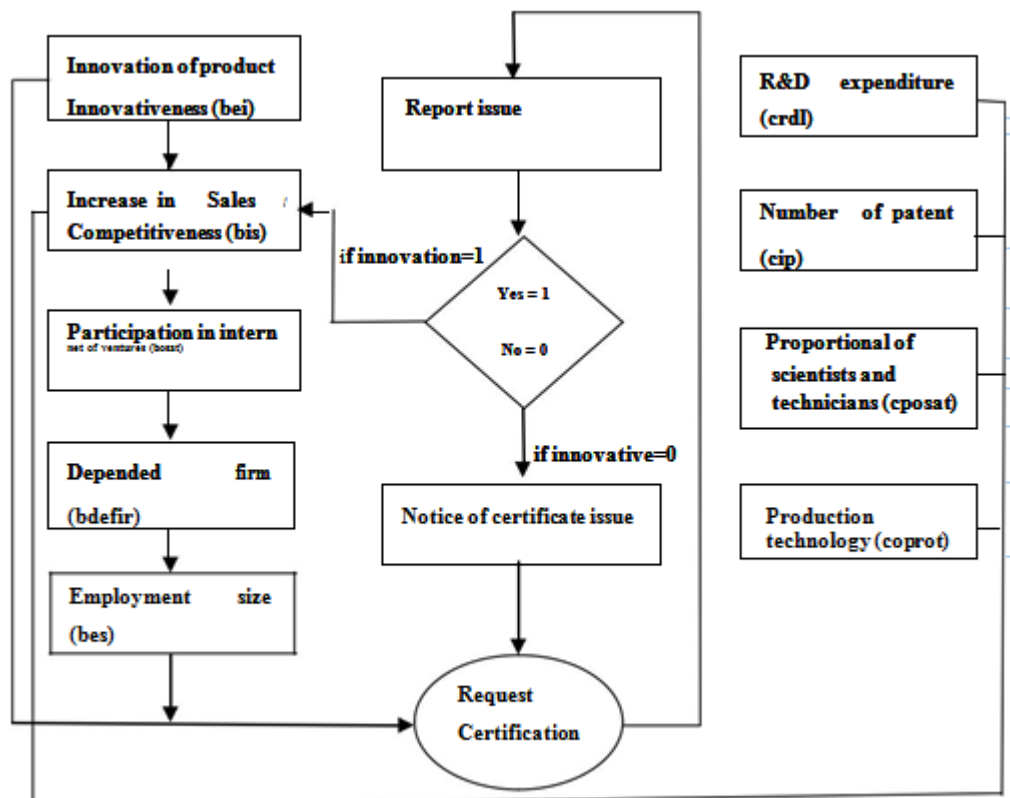 Innovation of product
Innovativeness (bei)
Increase in Sales /
Competitiveness (bis)
Participation in intern
net of ventures (bosat)
Depended firm
(bdefir)
Employment size
(bes)
Report issue
if innovation=1
Yes = 1
No = 0
if innovative=0
Notice of certificate issue
Request
Certification
R&D expenditure
(crdl)
Number of patent
(cip)
Proportional of
scientists and
technicians (cposat)
Production
technology (coprot)